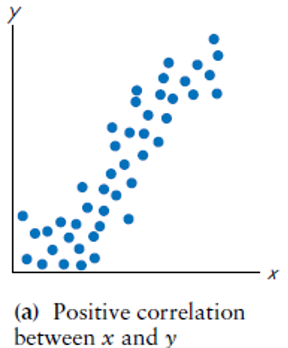 y
x
(a) Positive correlation
between x and y